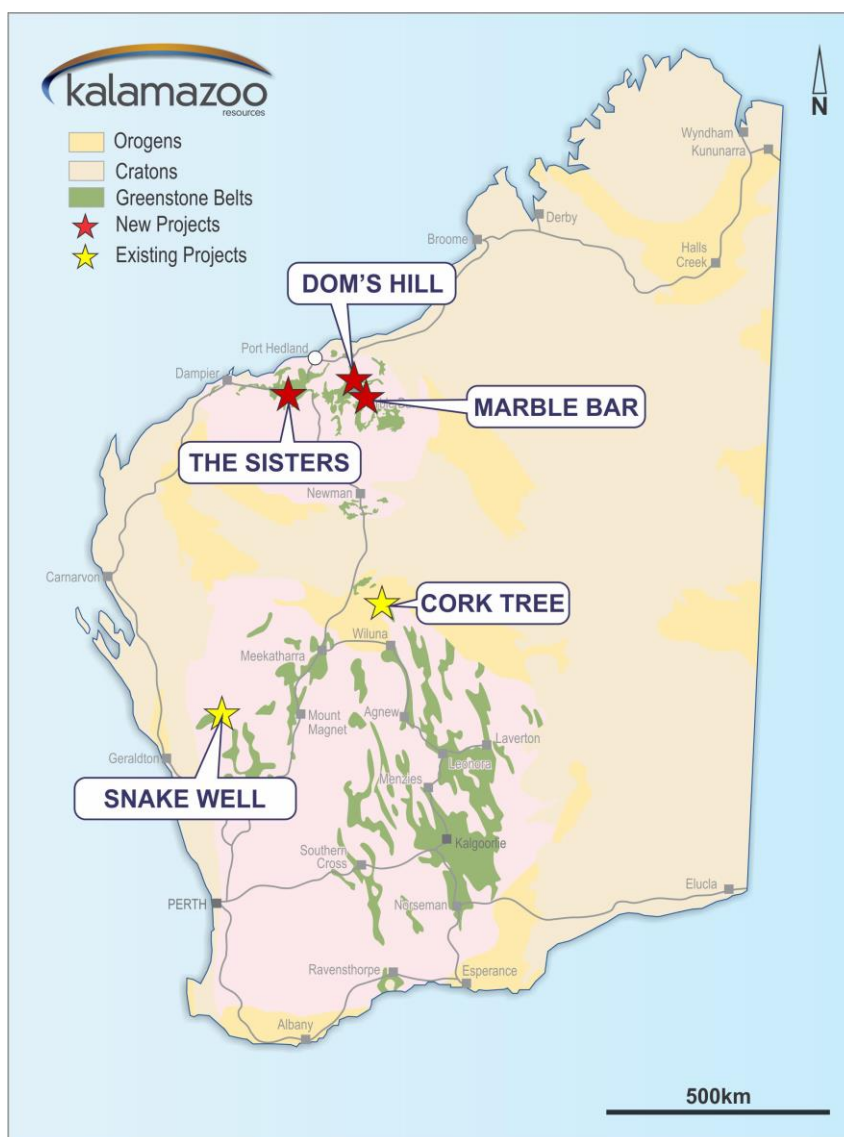 kalamazoo
resources
N
Orogens
Cratons
Greenstone Belts
New Projects
Existing Projects
Wyndham
Kununarra
Derby
Broome
Halls
Creek
DOM'S HILL
Port Hedland
Dampier
MARBLE BAR
THE SISTERS
Newman
Carnarvon
CORK TREE
Wiluna
Meekatharra
Mount
Magnet
Agnew
Laverton
Geraldton
Leonora
Menzies
SNAKE WELL
Kalgoorlie
Southern
Cross
Elucla
PERTH
Norseman
Ravensthorpe
Esperance
Albany
500km